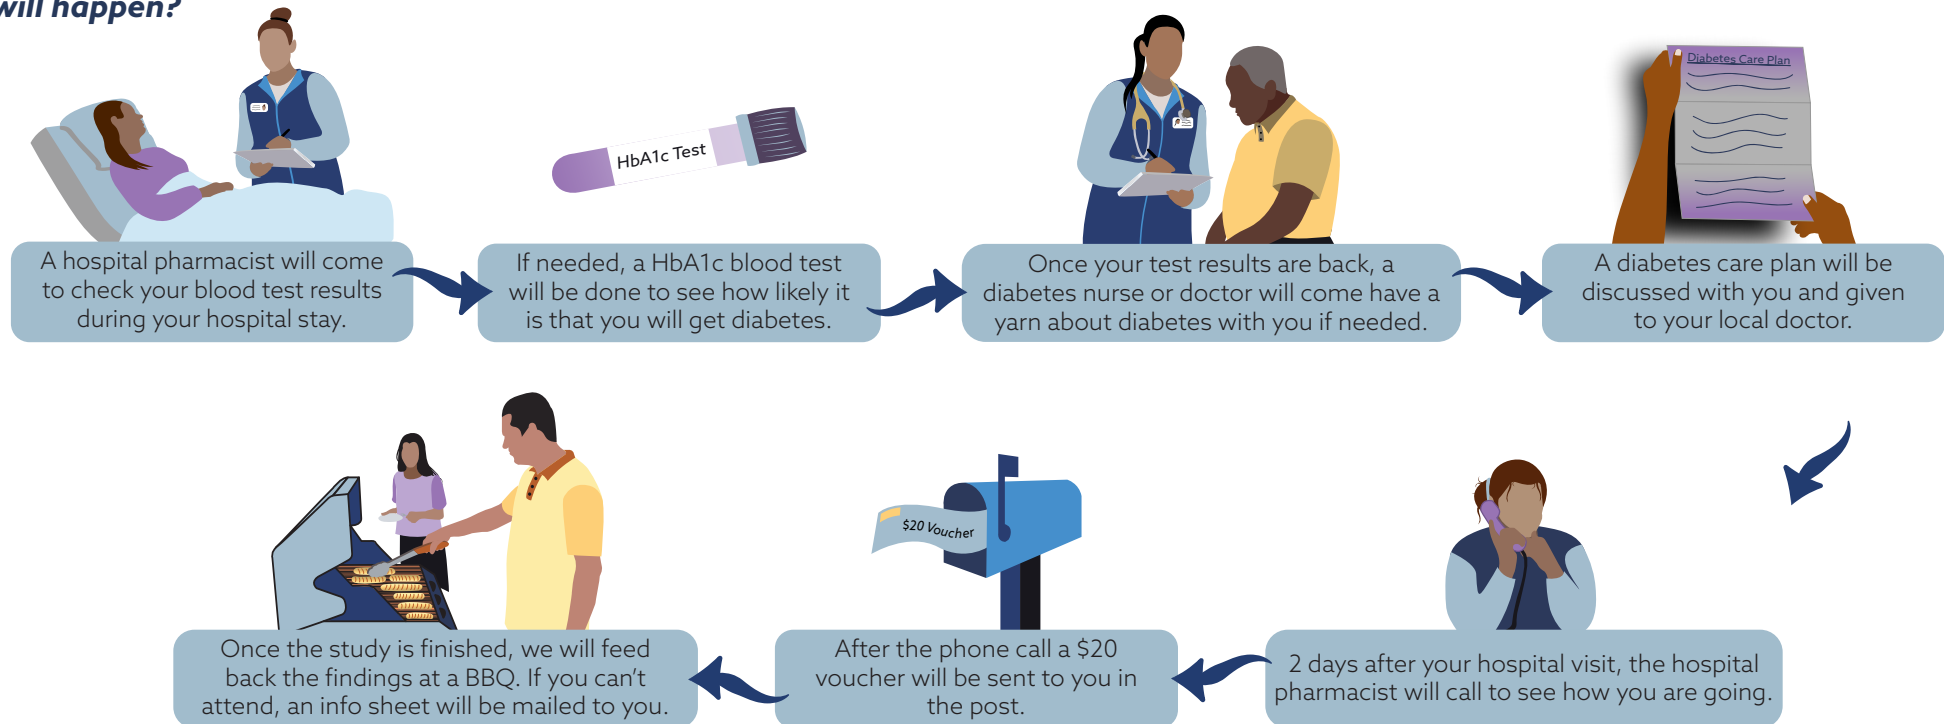 will happen?
HbA1c Test
Diabetes Care Plan
A hospital pharmacist will come
to check your blood test results
during your hospital stay.
If needed, a HbA1c blood test
will be done to see how likely it
is that you will get diabetes.
Once your test results are back, a
diabetes nurse or doctor will come have a
yarn about diabetes with you if needed.
A diabetes care plan will be
discussed with you and given
to your local doctor.
2 days after your hospital visit, the hospital
pharmacist will call to see how you are going.
$20 Voucher
After the phone call a $20
voucher will be sent to you in
the post.
Once the study is finished, we will feed
back the findings at a BBQ. If you can't
attend, an info sheet will be mailed to you.